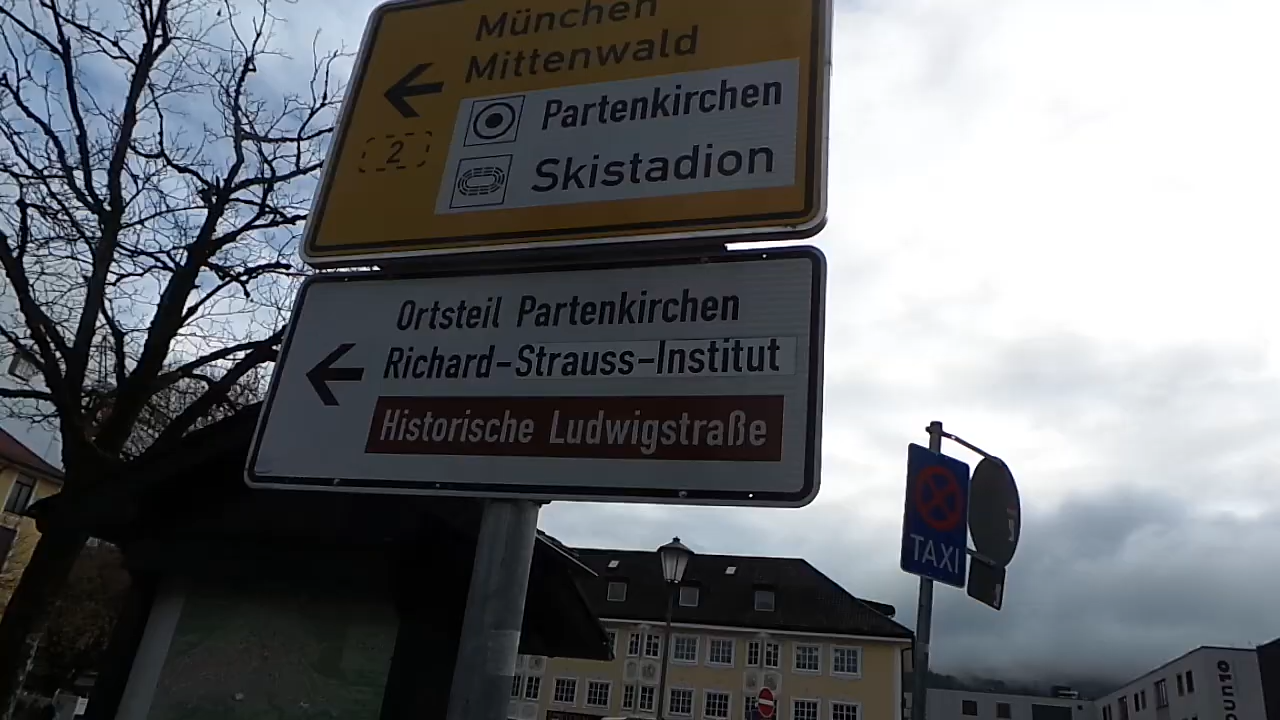 München
Mittenwald
Partenkirchen
2
Skistadion
Ortsteil Partenkirchen
Richard-Strauss-Institut
Historische Ludwigstraße
TAXI